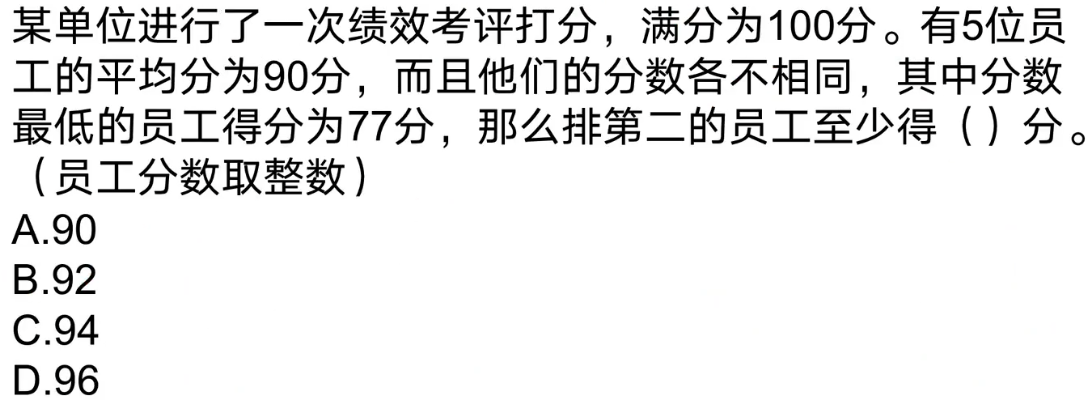 某单位进行了一次绩效考评打分，满分为100分。有5位员
工的平均分为90分，而且他们的分数各不相同，其中分数
最低的员工得分为77分，那么排第二的员工至少得（）分。
（员工分数取整数）
A.90
B.92
C.94
D.96